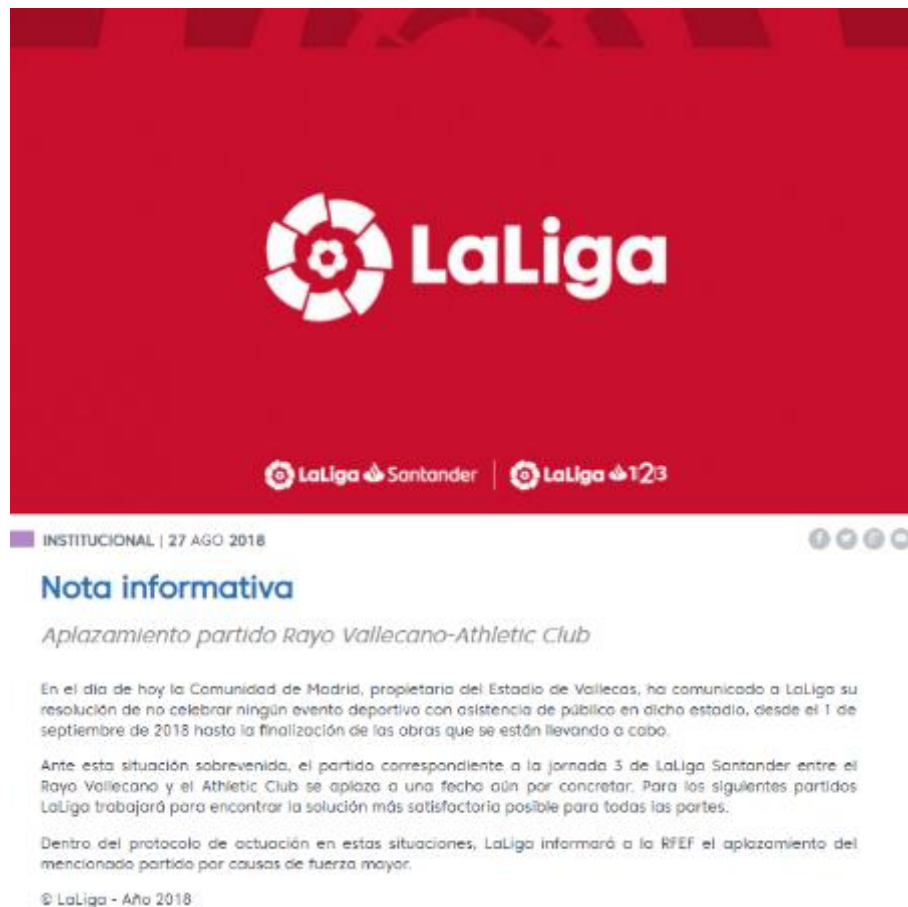 LaLiga
LaLiga Santander | LaLiga 1|2|3
INSTITUCIONAL | 27 AGO 2018
Nota informativa
Aplazamiento partido Rayo Vallecano-Athletic Club
En el día de hoy la Comunidad de Madrid, propietaria del Estadio de Vallecas, ha comunicado a LaLiga su
resolución de no celebrar ningún evento deportivo con asistencia de público en dicho estadio, desde el 1 de
septiembre de 2018 hasta la finalización de las obras que se están llevando a cabo.
Ante esta situación sobrevenida, el partido correspondiente a la jornada 3 de LaLiga Santander entre el
Rayo Vallecano y el Athletic Club se aplaza a una fecha aún por concretar. Para los siguientes partidos
LaLiga trabajará para encontrar la solución más satisfactoria posible para todas las partes.
Dentro del protocolo de actuación en estas situaciones, LaLiga informará a la RFEF el aplazamiento del
mencionado partido por causas de fuerza mayor.
© LaLiga - Año 2018